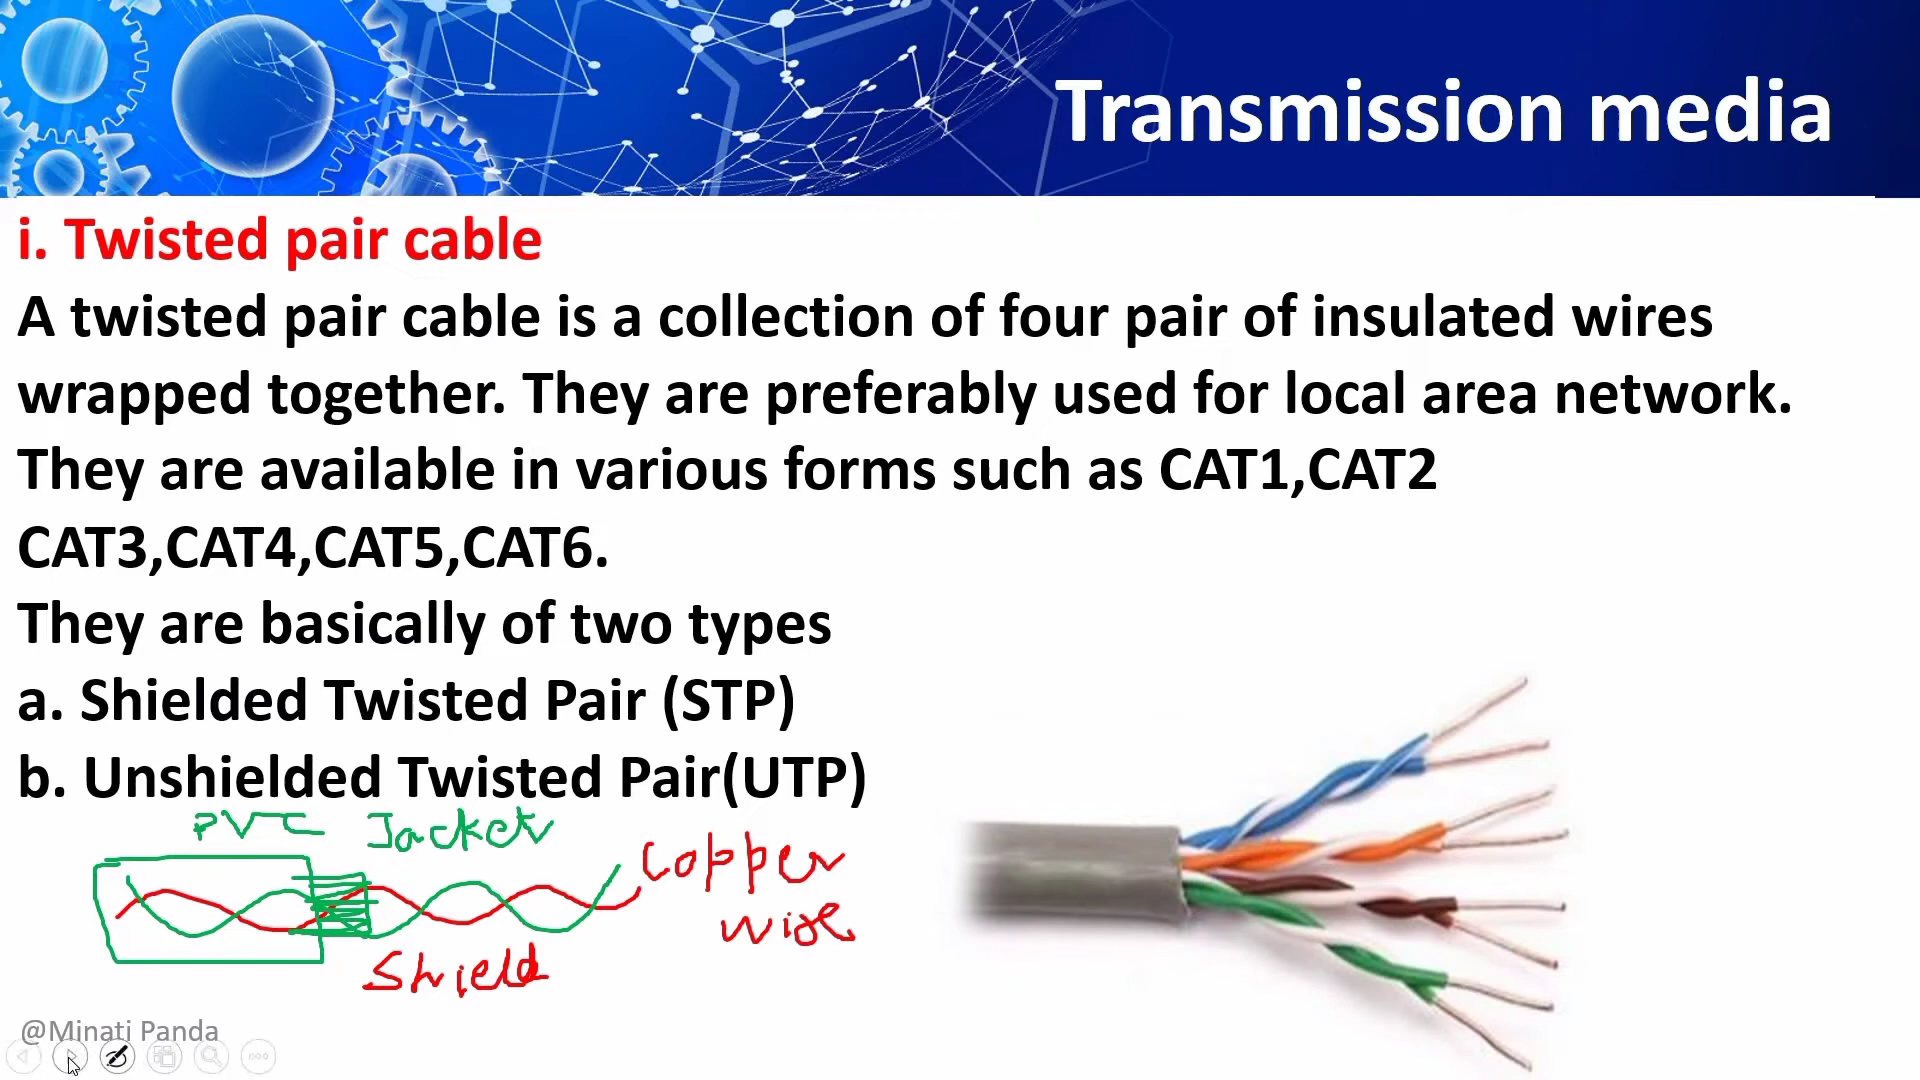 Transmission media
i. Twisted pair cable
A twisted pair cable is a collection of four pair of insulated wires
wrapped together. They are preferably used for local area network.
They are available in various forms such as CAT1,CAT2
CAT3,CAT4,CAT5,CAT6.
They are basically of two types
a. Shielded Twisted Pair (STP)
b. Unshielded Twisted Pair(UTP)
PVC Jacket
Copper
wire
Shield
@Minati Panda